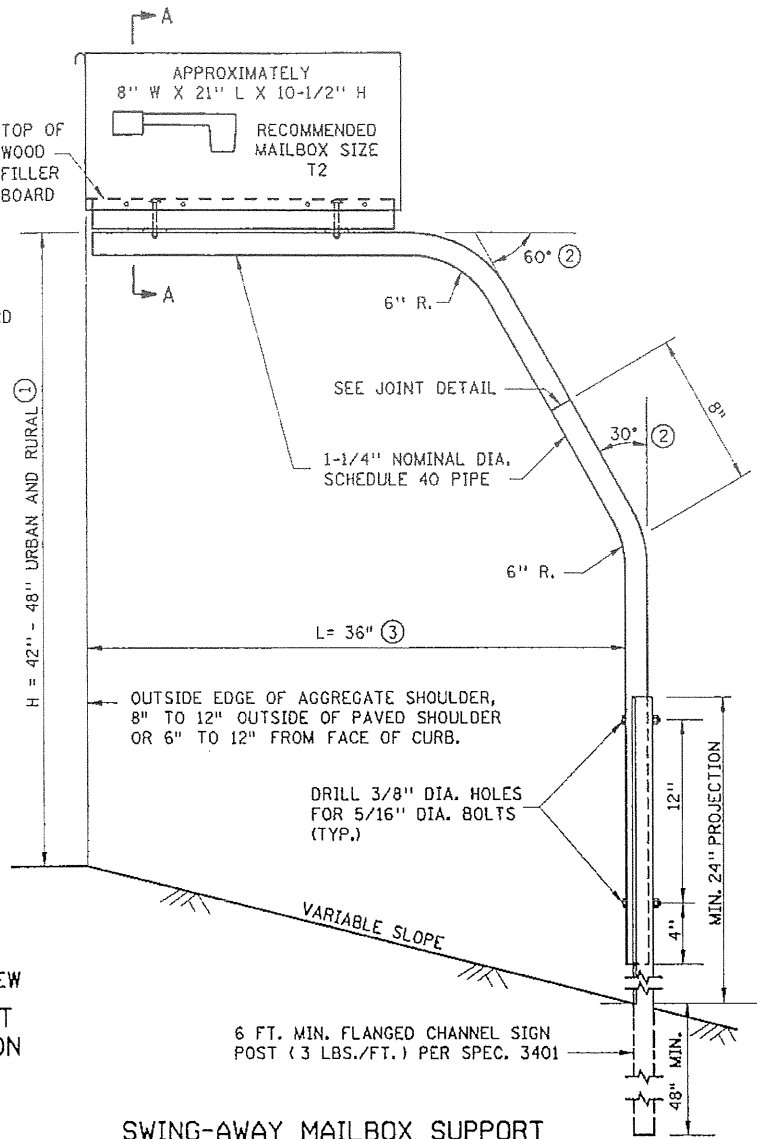 A
APPROXIMATELY
8" W X 21" L X 10-1/2" H
TOP OF
WOOD
FILLER
BOARD
RECOMMENDED
MAILBOX SIZE
T2
A
60° ②
6" R.
SEE JOINT DETAIL
8"
30° ②
1-1/4" NOMINAL DIA.
SCHEDULE 40 PIPE
H = 42" - 48" URBAN AND RURAL ①
6" R.
L= 36" ③
OUTSIDE EDGE OF AGGREGATE SHOULDER,
8" TO 12" OUTSIDE OF PAVED SHOULDER
OR 6" TO 12" FROM FACE OF CURB.
DRILL 3/8" DIA. HOLES
FOR 5/16" DIA. BOLTS
(TYP.)
12"
MIN. 24" PROJECTION
4"
VARIABLE SLOPE
6 FT. MIN. FLANGED CHANNEL SIGN
POST (3 LBS./FT.) PER SPEC. 3401
48" MIN.
SWING-AWAY MAILBOX SUPPORT